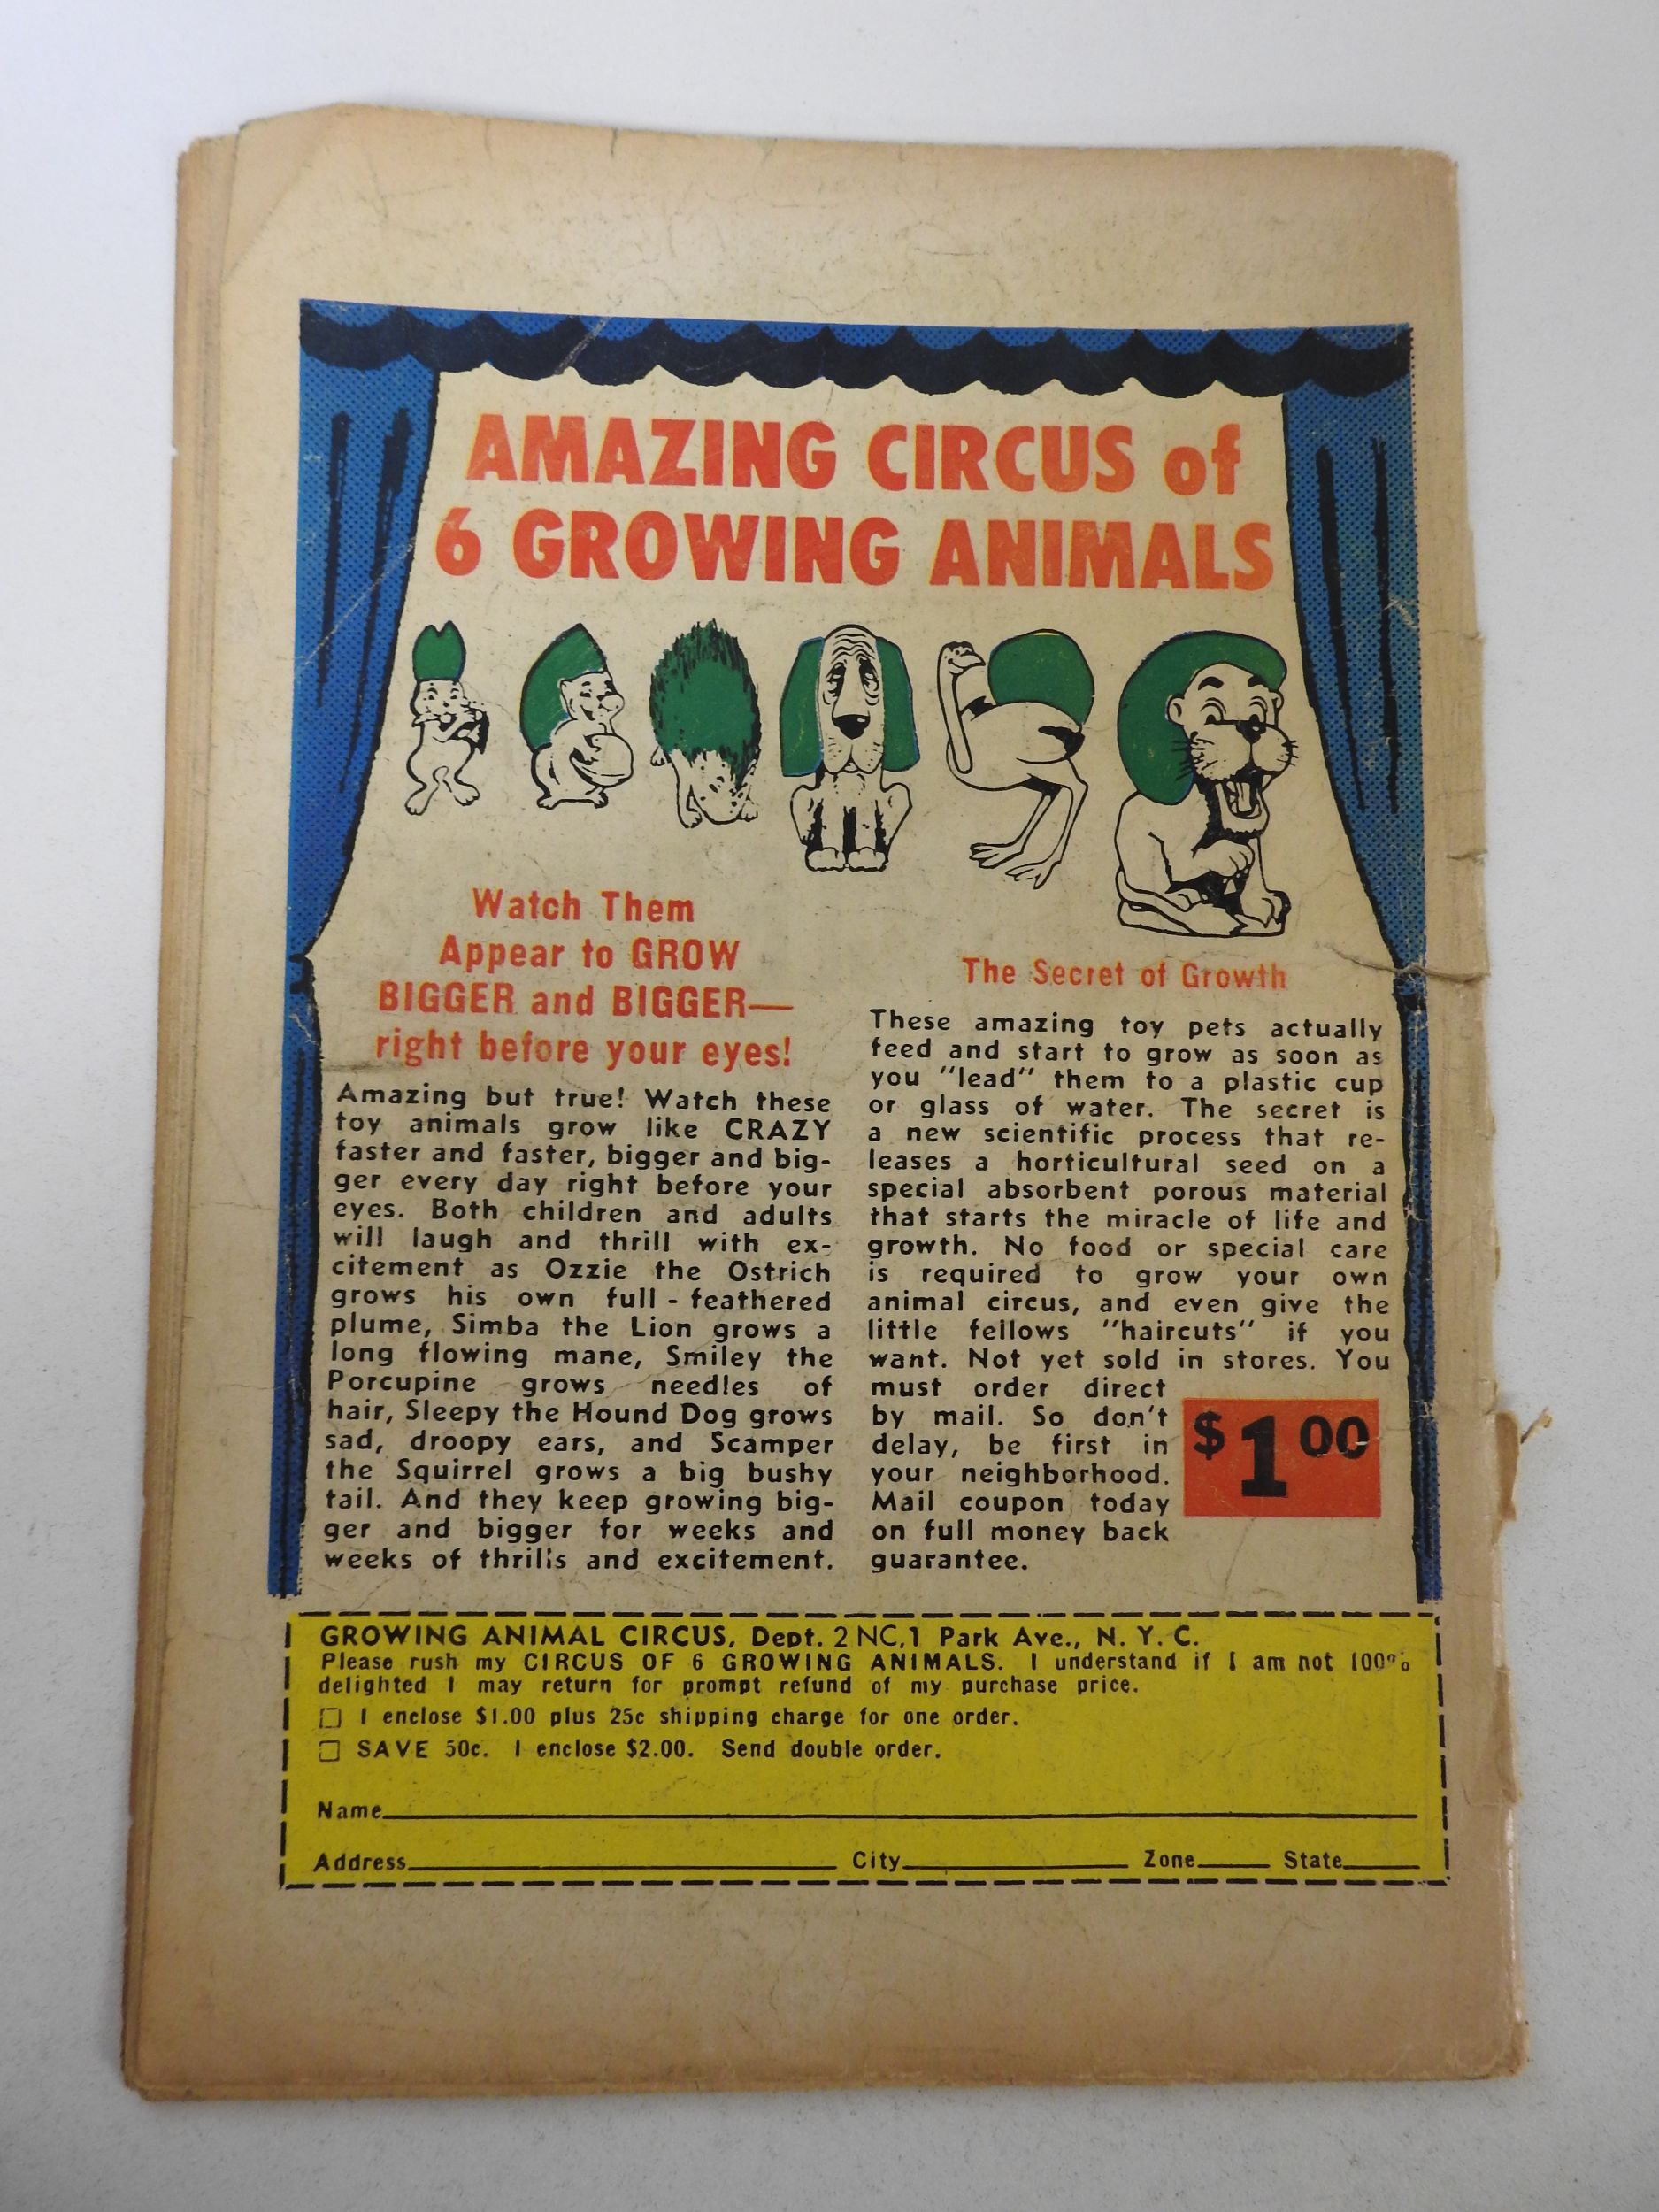 AMAZING CIRCUS of
6 GROWING ANIMALS
Watch Them
Appear to GROW
BIGGER and BIGGER—
right before your eyes!
Amazing but true! Watch these
toy animals grow like CRAZY
faster and faster, bigger and big-
ger every day right before your
eyes. Both children and adults
will laugh and thrill with ex-
citement as Ozzie the Ostrich
grows his own full - feathered
plume, Simba the Lion grows a
long flowing mane, Smiley the
Porcupine grows needles of
hair, Sleepy the Hound Dog grows
sad, droopy ears, and Scamper
the Squirrel grows a big bushy
tail. And they keep growing big-
ger and bigger for weeks and
weeks of thrills and excitement.
The Secret of Growth
These amazing toy pets actually
feed and start to grow as soon as
you "lead" them to a plastic cup
or glass of water. The secret is
a new scientific process that re-
leases a horticultural seed on a
special absorbent porous material
that starts the miracle of life and
growth. No food or special care
is required to grow your own
animal circus, and even give the
little fellows "haircuts" if you
want. Not yet sold in stores. You
must order direct
by mail. So don't
delay, be first in
your neighborhood.
Mail coupon today
on full money back
guarantee.
$1 00
GROWING ANIMAL CIRCUS, Dept. 2 NC,1 Park Ave., N. Y. C.
Please rush my CIRCUS OF 6 GROWING ANIMALS. I understand if I am not 100%
delighted I may return for prompt refund of my purchase price.
□ I enclose $1.00 plus 25c shipping charge for one order.
□ SAVE 50c. I enclose $2.00. Send double order.
Name
Address City Zone State